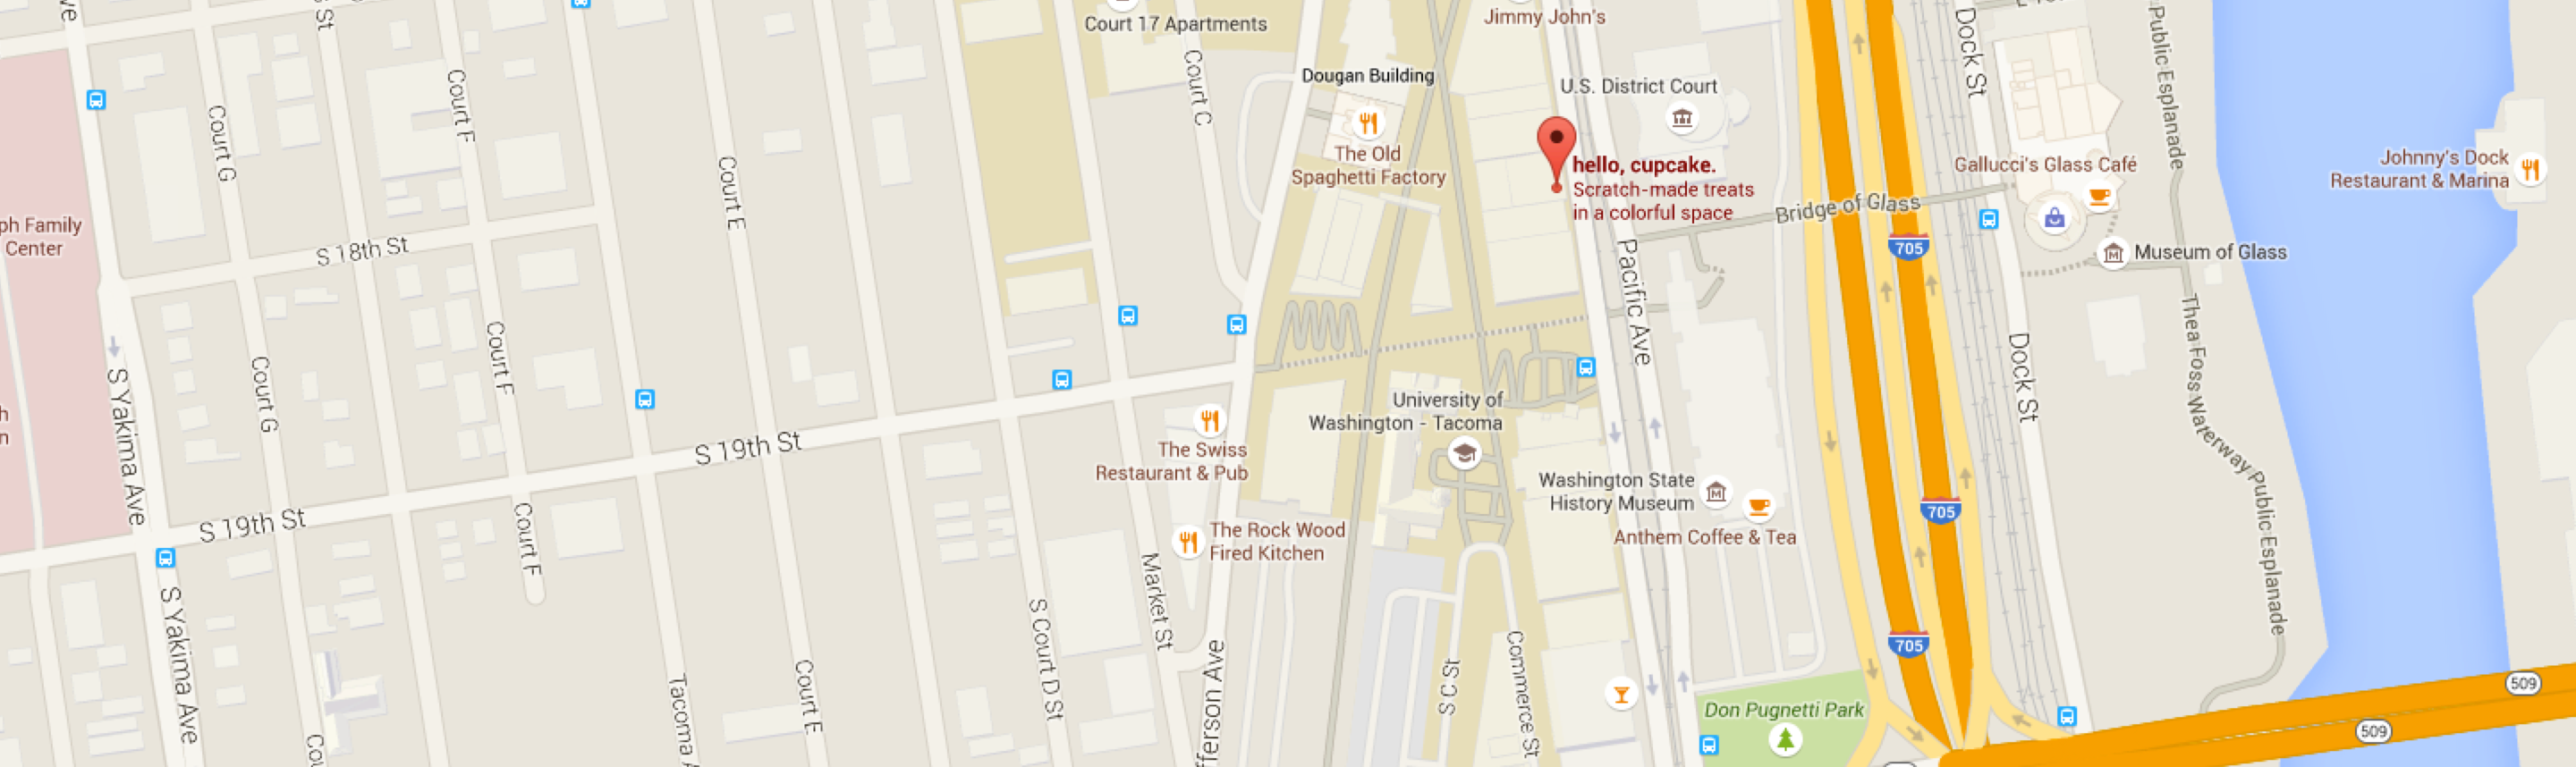 Court 17 Apartments
Jimmy John's
Dougan Building
The Old
Spaghetti Factory
U.S. District Court
hello, cupcake.
Scratch-made treats
in a colorful space
Bridge of Glass
Gallucci's Glass Café
Museum of Glass
Johnny's Dock
Restaurant & Marina
Public Esplanade
Thea Foss Waterway Public Esplanade
Dock St
Dock St
705
705
705
509
509
Pacific Ave
Court G
Court G
Court F
Court F
Court F
Court E
Court E
Court C
ph Family
Center
S 18th St
S 19th St
S 19th St
S Yakima Ave
S Yakima Ave
Tacoma
S Court D St
Market St
fferson Ave
S C St
Commerce St
The Swiss
Restaurant & Pub
The Rock Wood
Fired Kitchen
University of
Washington - Tacoma
Washington State
History Museum
Anthem Coffee & Tea
Don Pugnetti Park